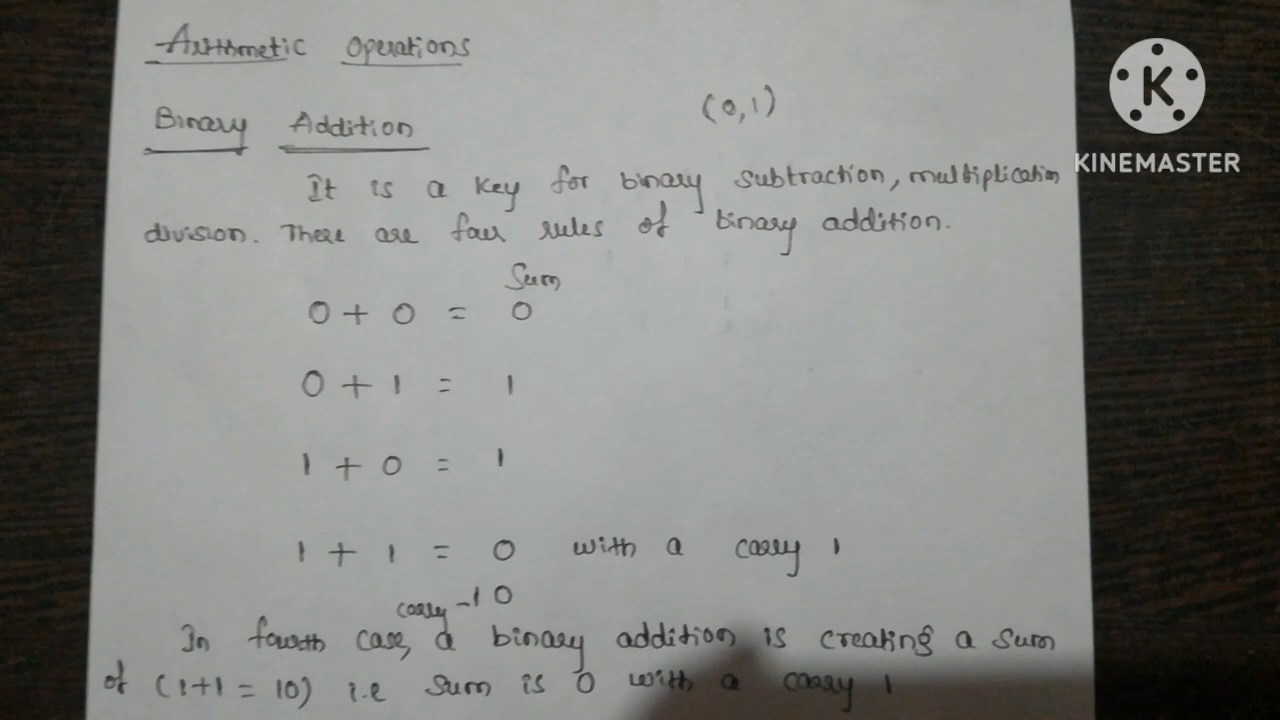 Arithmetic Operations
Binary Addition (0,1)
It is a key for binary subtraction, multiplication
division. There are four rules of binary addition.
Sum
0 + 0 = 0
0 + 1 = 1
1 + 0 = 1
1 + 1 = 0 with a carry 1
carry - 1 0
In fourth case, a binary addition is creating a sum
of (1+1 = 10) i.e sum is 0 with a carry 1
K
KINEMASTER